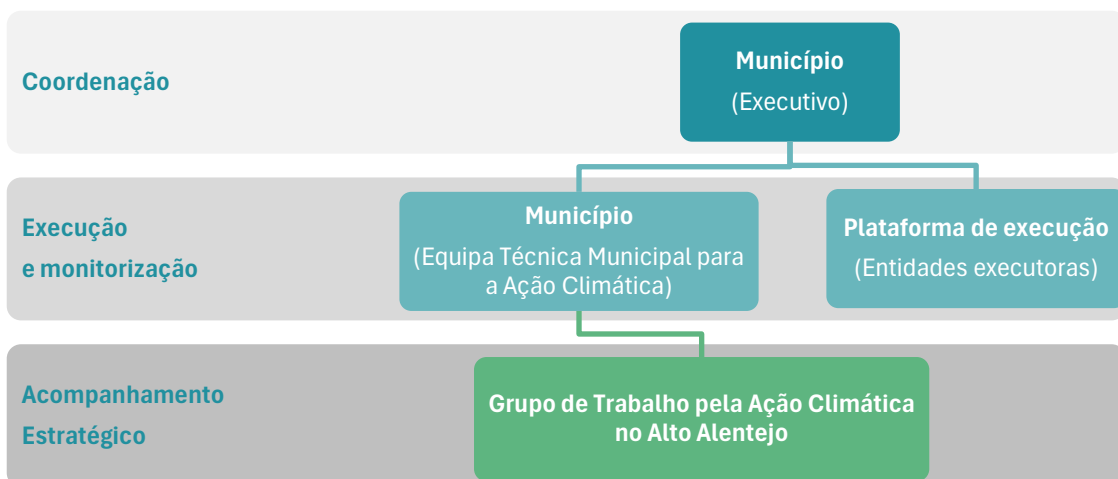 Coordenação
Município
(Executivo)
Execução
e monitorização
Município
(Equipa Técnica Municipal para
a Ação Climática)
Plataforma de execução
(Entidades executoras)
Acompanhamento
Estratégico
Grupo de Trabalho pela Ação Climática
no Alto Alentejo